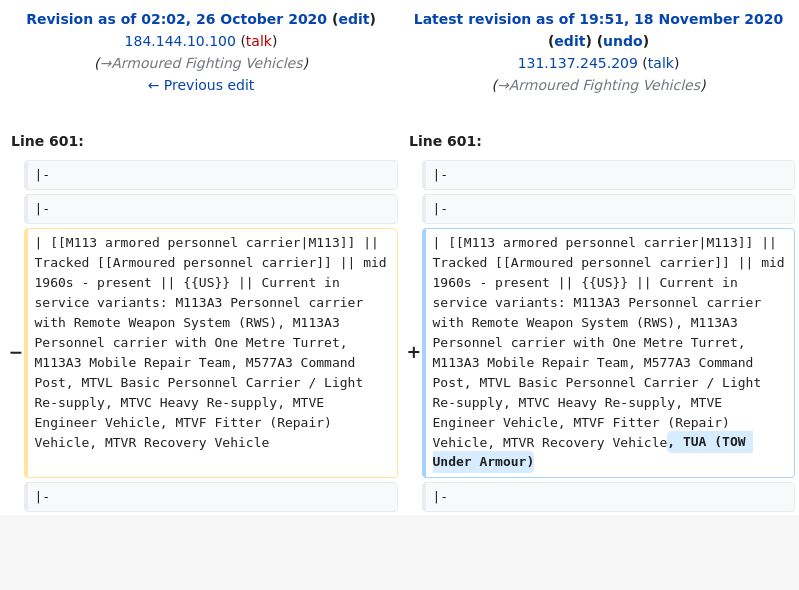 Revision as of 02:02, 26 October 2020 (edit)
184.144.10.100 (talk)
(→Armoured Fighting Vehicles)
← Previous edit
Latest revision as of 19:51, 18 November 2020
(edit) (undo)
131.137.245.209 (talk)
(→Armoured Fighting Vehicles)
Line 601:
|-
|-
− | [[M113 armored personnel carrier|M113]] ||
Tracked [[Armoured personnel carrier]] || mid
1960s - present || {{US}} || Current in
service variants: M113A3 Personnel carrier
with Remote Weapon System (RWS), M113A3
Personnel carrier with One Metre Turret,
M113A3 Mobile Repair Team, M577A3 Command
Post, MTVL Basic Personnel Carrier / Light
Re-supply, MTVC Heavy Re-supply, MTVE
Engineer Vehicle, MTVF Fitter (Repair)
Vehicle, MTVR Recovery Vehicle
|-
Line 601:
|-
|-
+ | [[M113 armored personnel carrier|M113]] ||
Tracked [[Armoured personnel carrier]] || mid
1960s - present || {{US}} || Current in
service variants: M113A3 Personnel carrier
with Remote Weapon System (RWS), M113A3
Personnel carrier with One Metre Turret,
M113A3 Mobile Repair Team, M577A3 Command
Post, MTVL Basic Personnel Carrier / Light
Re-supply, MTVC Heavy Re-supply, MTVE
Engineer Vehicle, MTVF Fitter (Repair)
Vehicle, MTVR Recovery Vehicle, TUA (TOW
Under Armour)
|-